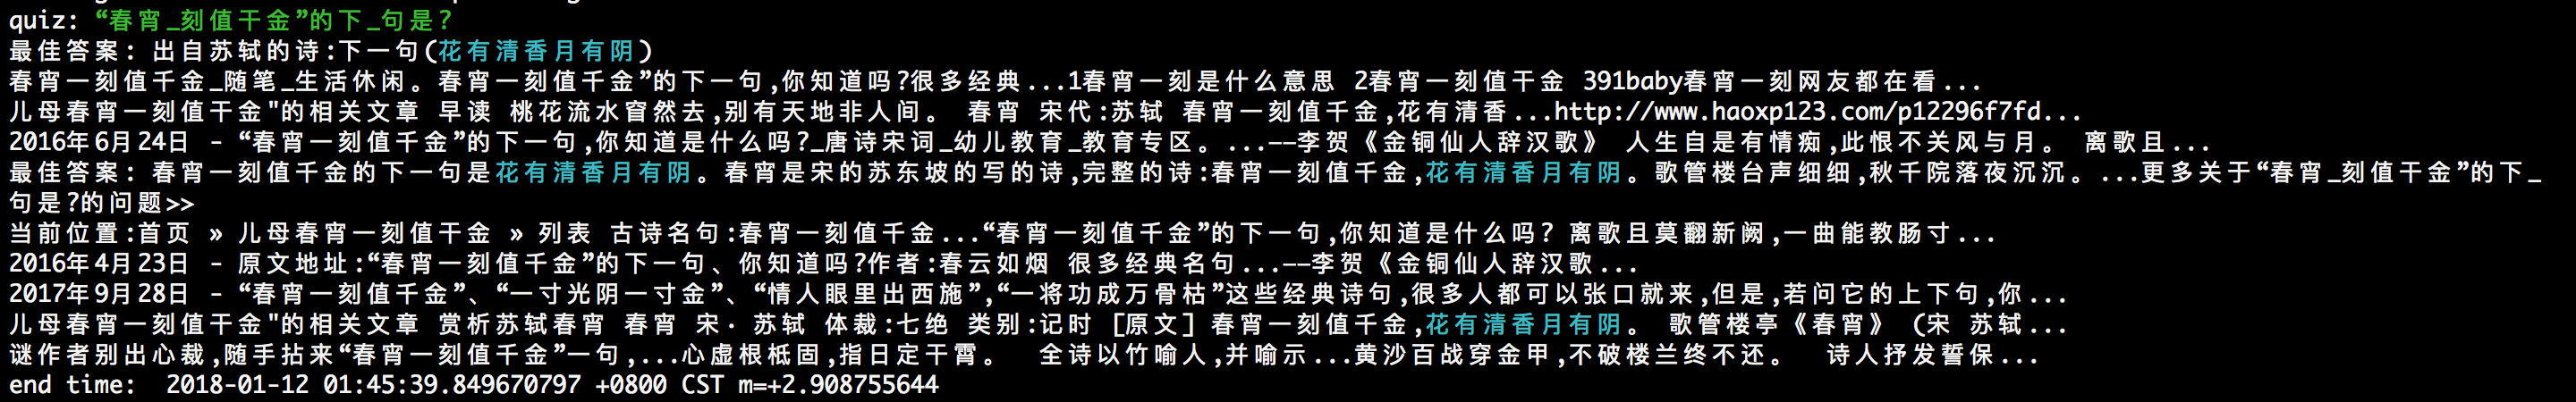 quiz: “春宵_刻值干金”的下_句是?
最佳答案: 出自苏轼的诗:下一句(花有清香月有阴)
春宵一刻值千金_随笔_生活休闲。春宵一刻值千金”的下一句,你知道吗?很多经典...1春宵一刻是什么意思 2春宵一刻值干金 391baby春宵一刻网友都在看...
儿母春宵一刻值干金"的相关文章 早读 桃花流水窅然去,别有天地非人间。 春宵 宋代:苏轼 春宵一刻值千金,花有清香...http://www.haoxp123.com/p12296f7fd...
2016年6月24日 - “春宵一刻值千金”的下一句,你知道是什么吗?_唐诗宋词_幼儿教育_教育专区。...——李贺《金铜仙人辞汉歌》 人生自是有情痴,此恨不关风与月。 离歌且...
最佳答案: 春宵一刻值千金的下一句是花有清香月有阴。春宵是宋的苏东坡的写的诗,完整的诗:春宵一刻值千金,花有清香月有阴。歌管楼台声细细,秋千院落夜沉沉。...更多关于“春宵_刻值干金”的下_
句是?的问题>>
当前位置:首页 » 儿母春宵一刻值干金 » 列表 古诗名句:春宵一刻值千金...“春宵一刻值千金”的下一句,你知道是什么吗? 离歌且莫翻新阙,一曲能教肠寸...
2016年4月23日 - 原文地址:“春宵一刻值千金”的下一句、你知道吗?作者:春云如烟 很多经典名句...——李贺《金铜仙人辞汉歌...
2017年9月28日 - “春宵一刻值千金”、“一寸光阴一寸金”、“情人眼里出西施”,“一将功成万骨枯”这些经典诗句,很多人都可以张口就来,但是,若问它的上下句,你...
儿母春宵一刻值干金"的相关文章 赏析苏轼春宵 春宵 宋· 苏轼 体裁:七绝 类别:记时 [原文] 春宵一刻值千金,花有清香月有阴。 歌管楼亭《春宵》 (宋 苏轼...
谜作者别出心裁,随手拈来“春宵一刻值千金”一句,...心虚根柢固,指日定干霄。 全诗以竹喻人,并喻示...黄沙百战穿金甲,不破楼兰终不还。 诗人抒发誓保...
end time:  2018-01-12 01:45:39.849670797 +0800 CST m=+2.908755644